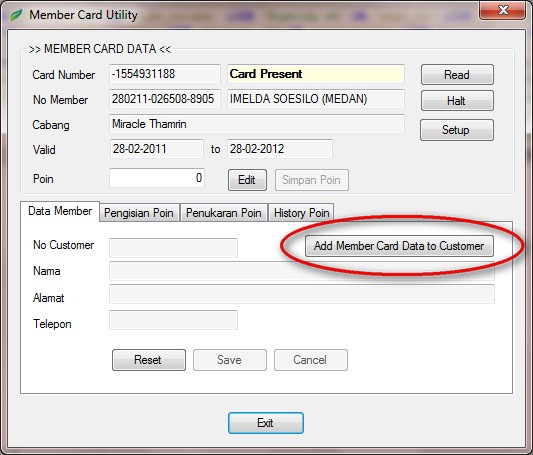 Member Card Utility
>> MEMBER CARD DATA <<
Card Number -1554931188 Card Present Read
No Member 280211-026508-8905 IMELDA SOESILO (MEDAN) Halt
Cabang Miracle Thamrin Setup
Valid 28-02-2011 to 28-02-2012
Poin 0 Edit Simpan Poin
Data Member Pengisian Poin Penukaran Poin History Poin
No Customer Add Member Card Data to Customer
Nama
Alamat
Telepon
Reset Save Cancel
Exit